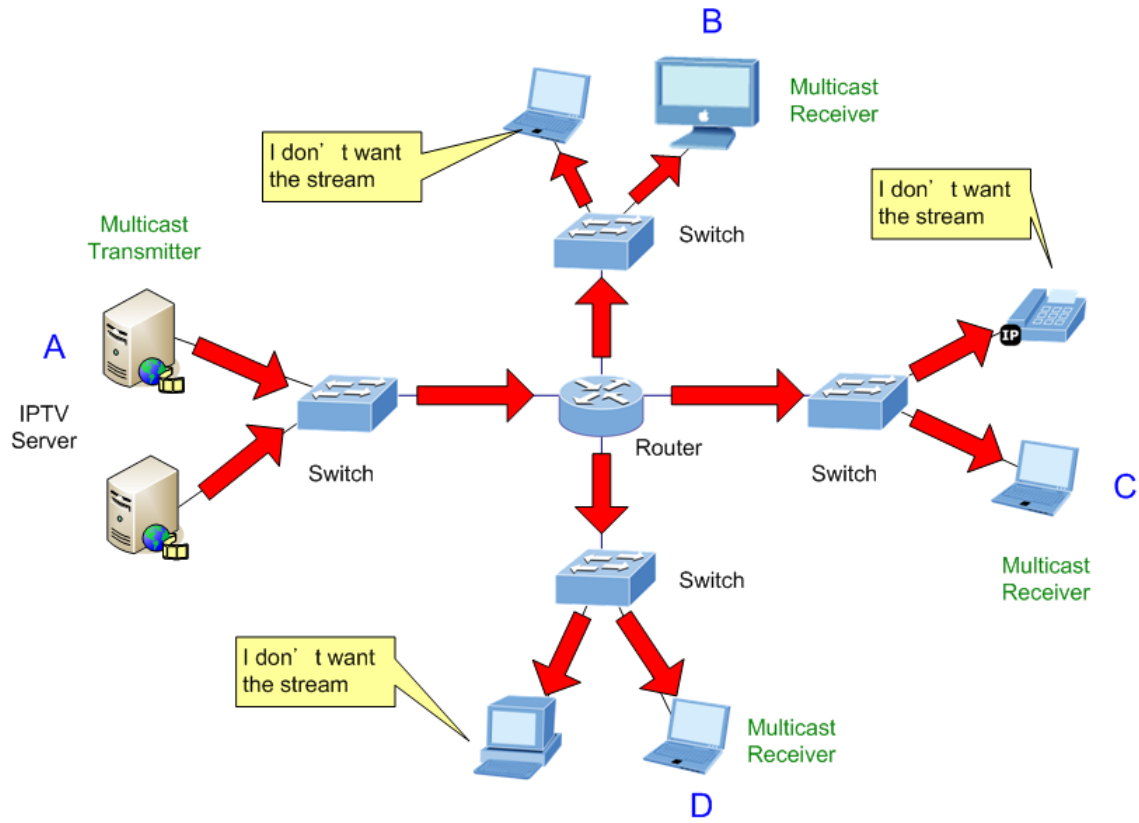 B
Multicast
Receiver
I don’ t want
the stream
I don’ t want
the stream
Switch
Multicast
Transmitter
A
IP
IPTV
Server
Router
Switch
Switch
C
Switch
Multicast
Receiver
I don’ t want
the stream
Multicast
Receiver
D